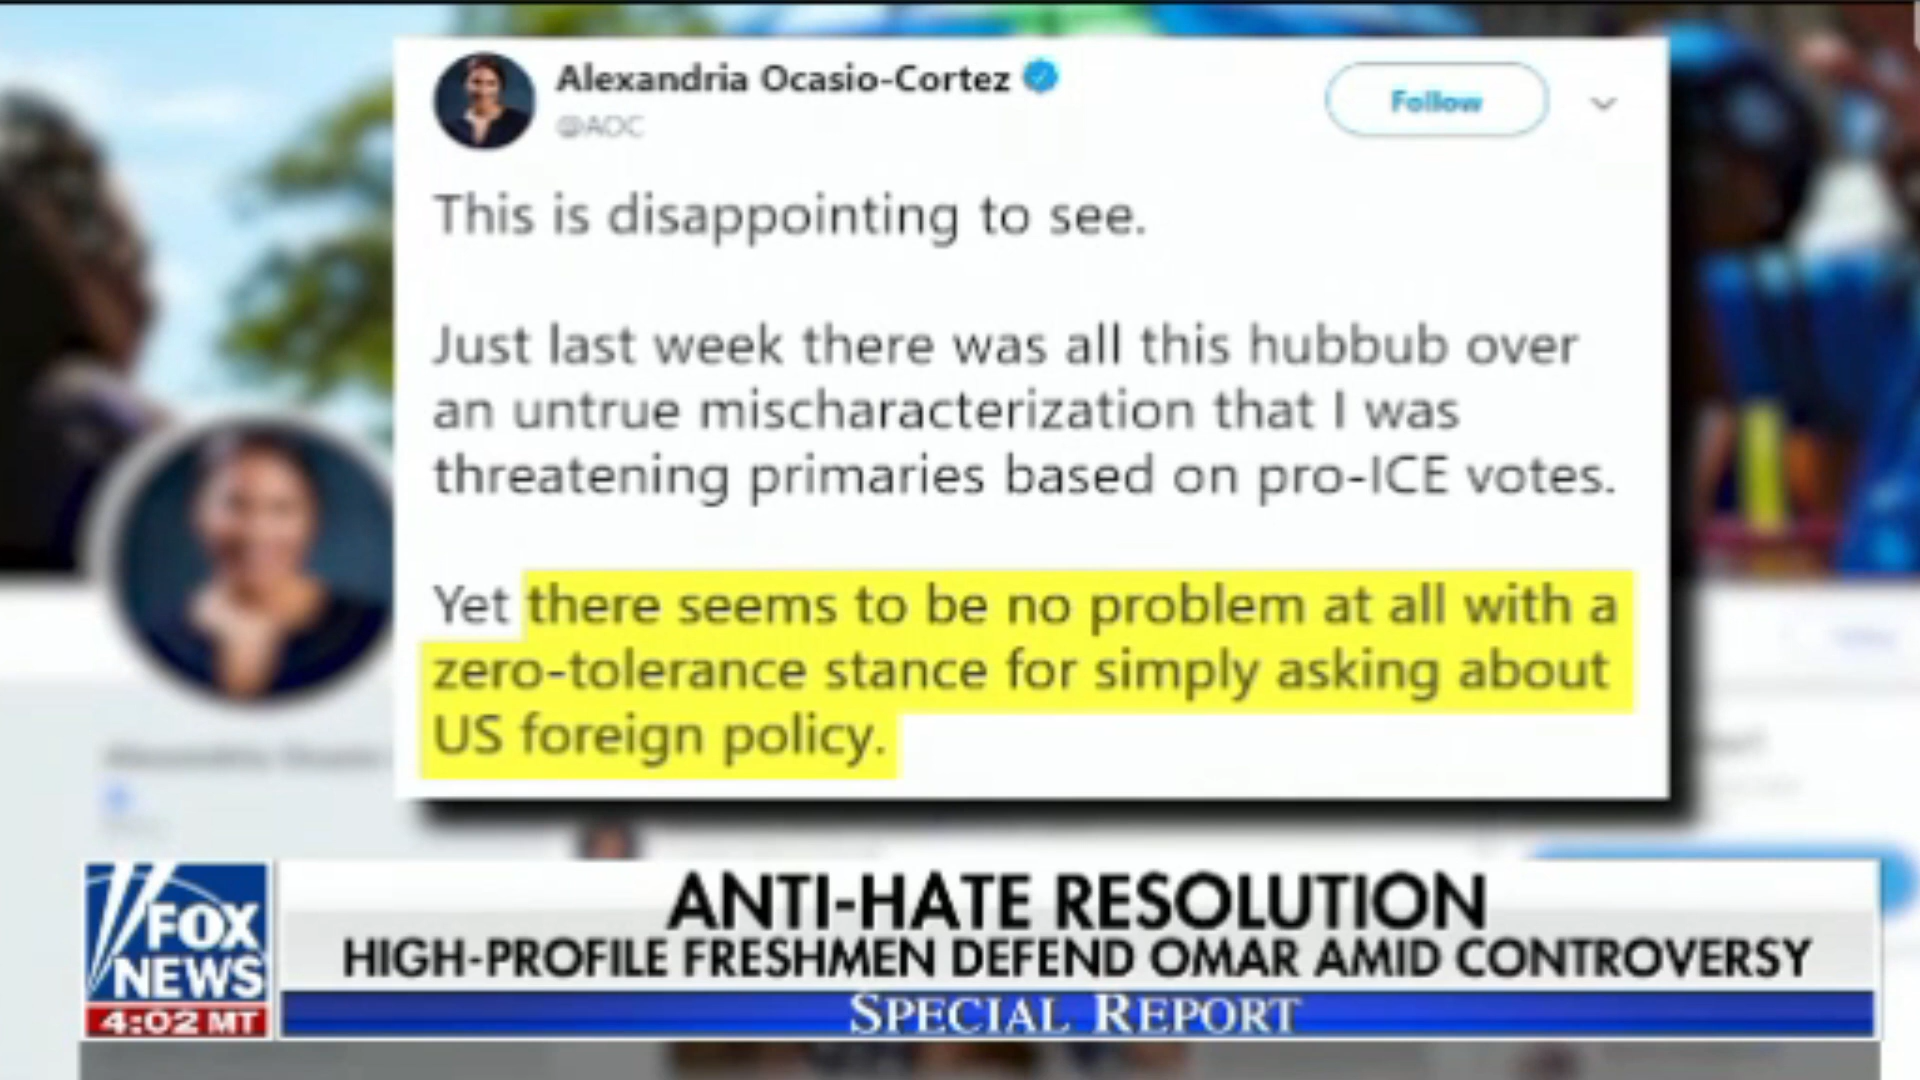 Alexandria Ocasio-Cortez
@AOC
Follow
This is disappointing to see.
Just last week there was all this hubbub over
an untrue mischaracterization that I was
threatening primaries based on pro-ICE votes.
Yet there seems to be no problem at all with a
zero-tolerance stance for simply asking about
US foreign policy.
FOX
NEWS
4:02 MT
ANTI-HATE RESOLUTION
HIGH-PROFILE FRESHMEN DEFEND OMAR AMID CONTROVERSY
SPECIAL REPORT